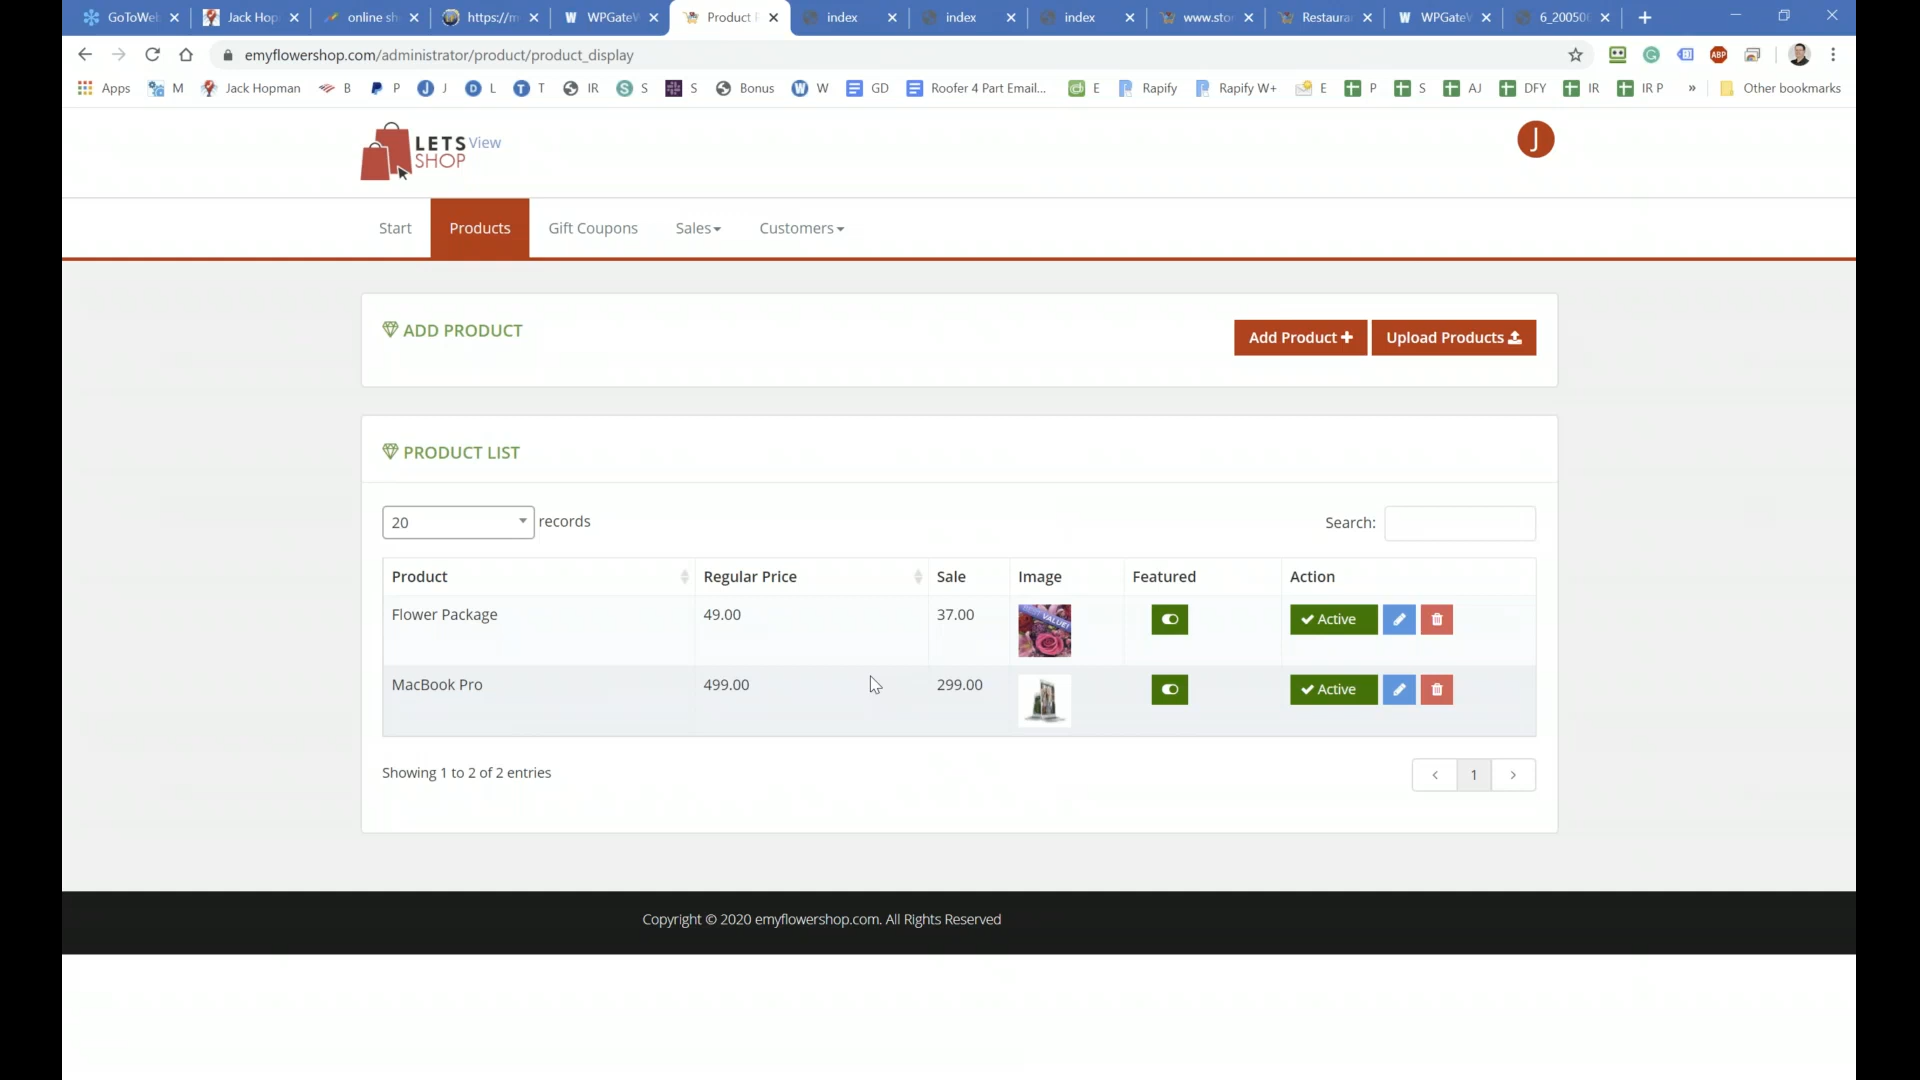 GoToWe
Jack Hop
online sh
https://m
WPGateV
Product P
index
index
index
www.sto
Restaura
WPGateV
6_20050
emyflowershop.com/administrator/product/product_display
ABP
Apps
M
Jack Hopman
B
P
J
L
T
IR
S
S
Bonus
W
GD
Roofer 4 Part Email...
E
Rapify
Rapify W+
E
P
S
AJ
DFY
IR
IR P
»
Other bookmarks
LETS
SHOP
View
J
Start
Products
Gift Coupons
Sales
Customers
ADD PRODUCT
Add Product
Upload Products
PRODUCT LIST
20
records
Search:
Product
Regular Price
Sale
Image
Featured
Action
Flower Package
49.00
37.00
VALUE!
Active
MacBook Pro
499.00
299.00
Active
Showing 1 to 2 of 2 entries
1
Copyright © 2020 emyflowershop.com. All Rights Reserved